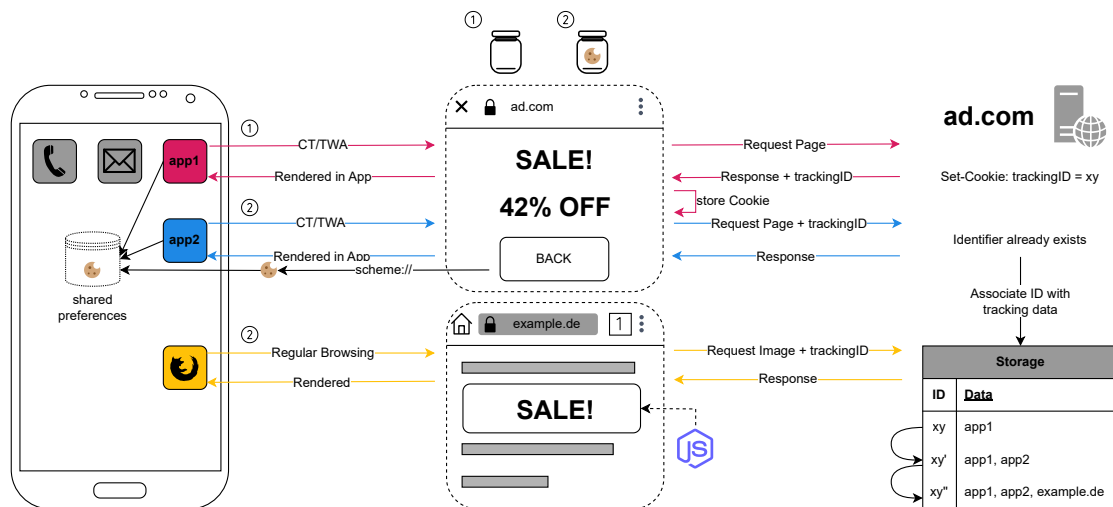 1
2
ad.com
ad.com
1
app1
CT/TWA
Request Page
SALE!
Rendered in App
Response + trackingID
Set-Cookie: trackingID = xy
store Cookie
42% OFF
2
app2
CT/TWA
Request Page + trackingID
Identifier already exists
Rendered in App
BACK
Response
scheme://
shared
preferences
Associate ID with
tracking data
example.de
1
2
Regular Browsing
Request Image + trackingID
Storage
Rendered
Response
ID Data
SALE!
JS
xy app1
xy' app1, app2
xy" app1, app2, example.de